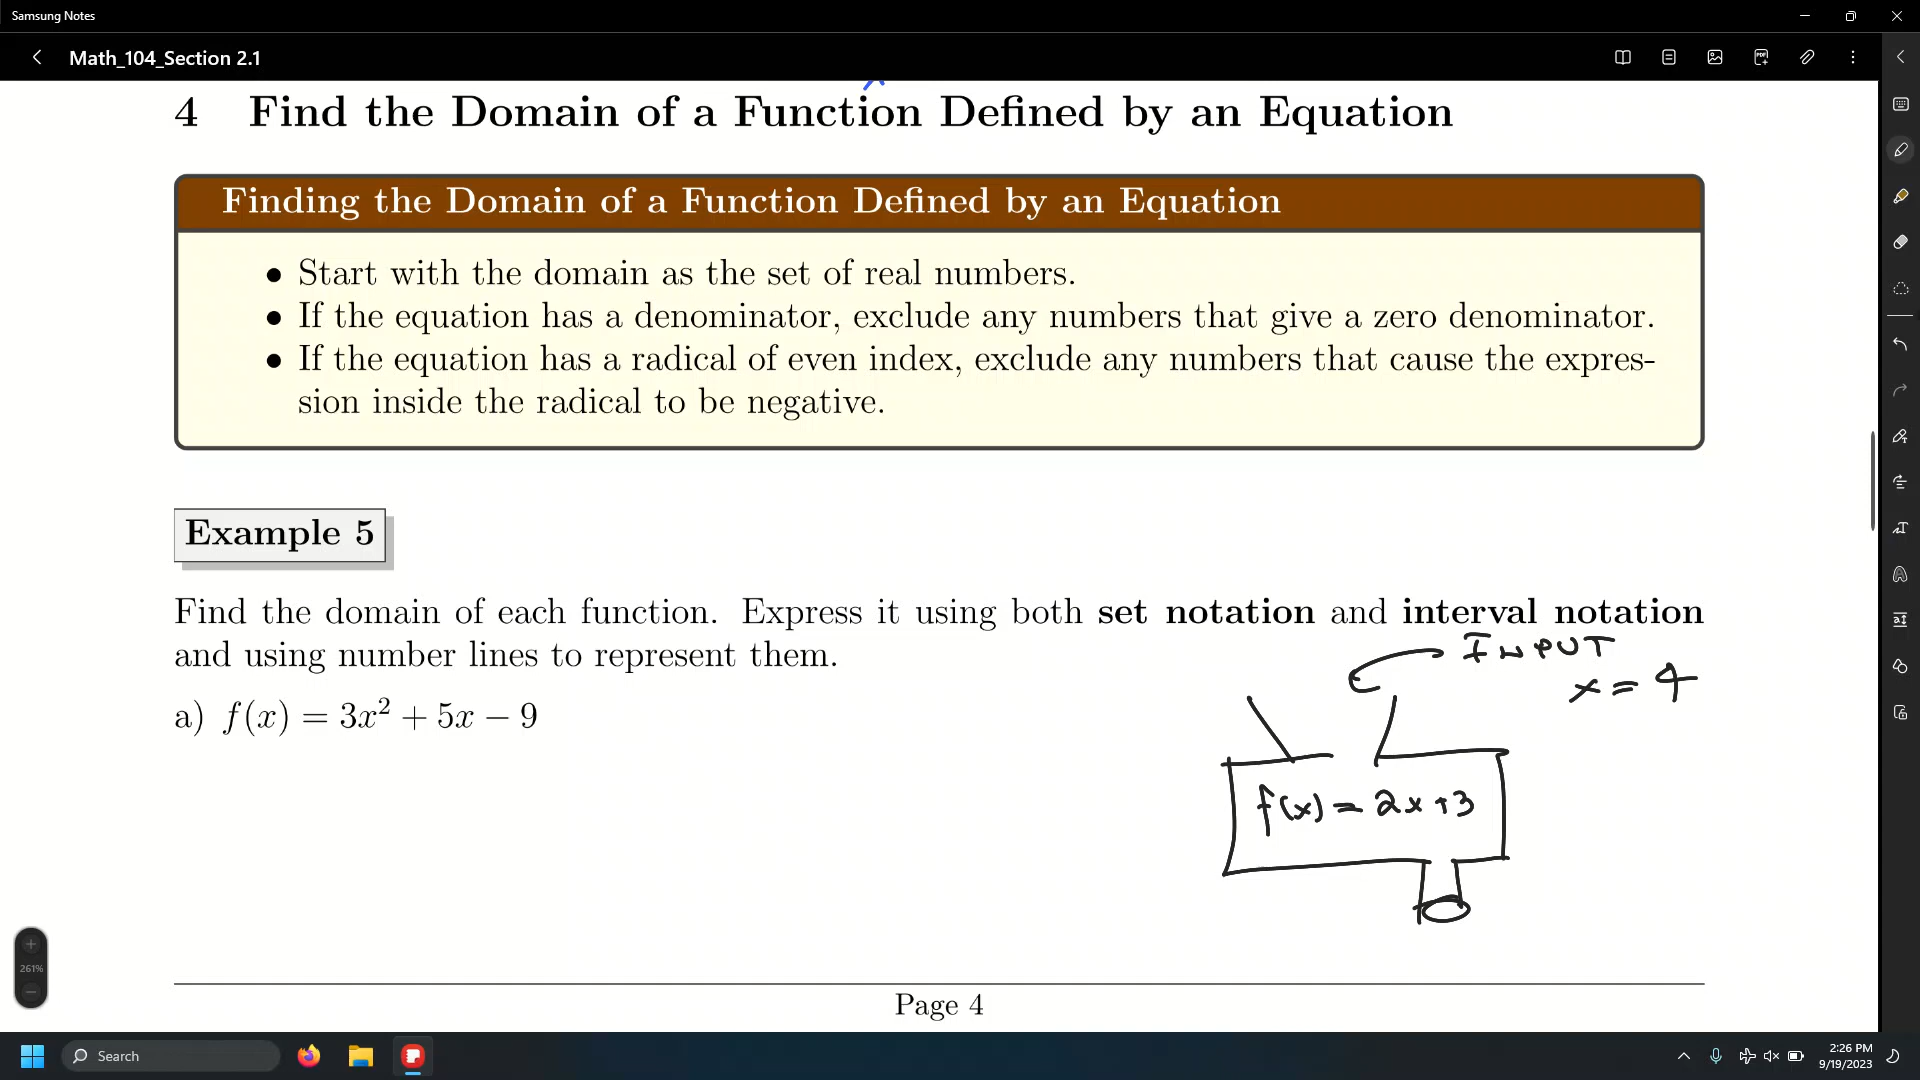 Samsung Notes
Math_104_Section 2.1
4 Find the Domain of a Function Defined by an Equation
Finding the Domain of a Function Defined by an Equation
• Start with the domain as the set of real numbers.
• If the equation has a denominator, exclude any numbers that give a zero denominator.
• If the equation has a radical of even index, exclude any numbers that cause the expres-
sion inside the radical to be negative.
Example 5
Find the domain of each function. Express it using both set notation and interval notation
and using number lines to represent them.
INPUT
x = 4
a) f(x) = 3x² + 5x − 9
f(x) = 2x+3
261%
Page 4
Search
2:26 PM
9/19/2023